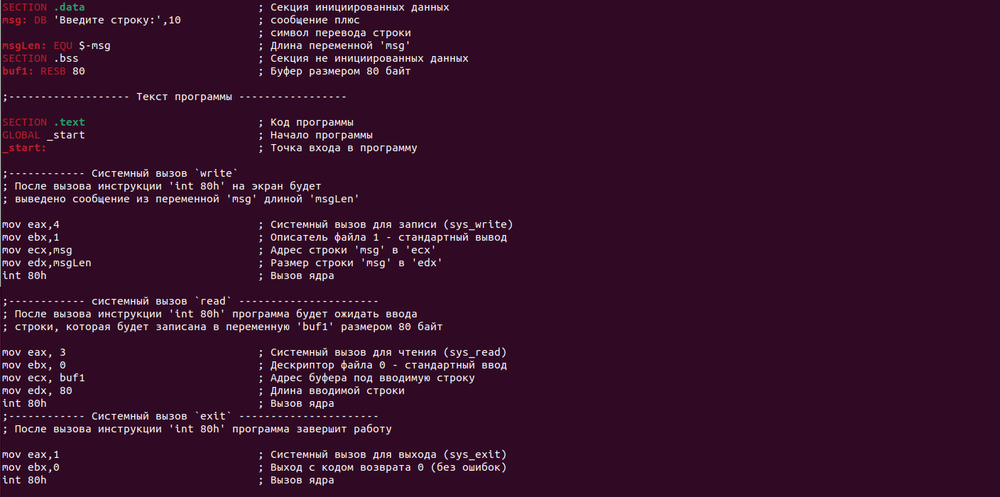 SECTION .data ; Секция инициированных данных
msg: DB 'Введите строку:',10 ; сообщение плюс
; символ перевода строки
msgLen: EQU $-msg ; Длина переменной 'msg'
SECTION .bss ; Секция не инициированных данных
buf1: RESB 80 ; Буфер размером 80 байт
;------------------- Текст программы -----------------
SECTION .text ; Код программы
GLOBAL _start ; Начало программы
_start: ; Точка входа в программу
;------------ Системный вызов `write`
; После вызова инструкции 'int 80h' на экран будет
; выведено сообщение из переменной 'msg' длиной 'msgLen'
mov eax,4 ; Системный вызов для записи (sys_write)
mov ebx,1 ; Описатель файла 1 - стандартный вывод
mov ecx,msg ; Адрес строки 'msg' в 'ecx'
mov edx,msgLen ; Размер строки 'msg' в 'edx'
int 80h ; Вызов ядра
;------------ системный вызов `read` ----------------------
; После вызова инструкции 'int 80h' программа будет ожидать ввода
; строки, которая будет записана в переменную 'buf1' размером 80 байт
mov eax, 3 ; Системный вызов для чтения (sys_read)
mov ebx, 0 ; Дескриптор файла 0 - стандартный ввод
mov ecx, buf1 ; Адрес буфера под вводимую строку
mov edx, 80 ; Длина вводимой строки
int 80h ; Вызов ядра
;------------ Системный вызов `exit` ----------------------
; После вызова инструкции 'int 80h' программа завершит работу
mov eax,1 ; Системный вызов для выхода (sys_exit)
mov ebx,0 ; Выход с кодом возврата 0 (без ошибок)
int 80h ; Вызов ядра